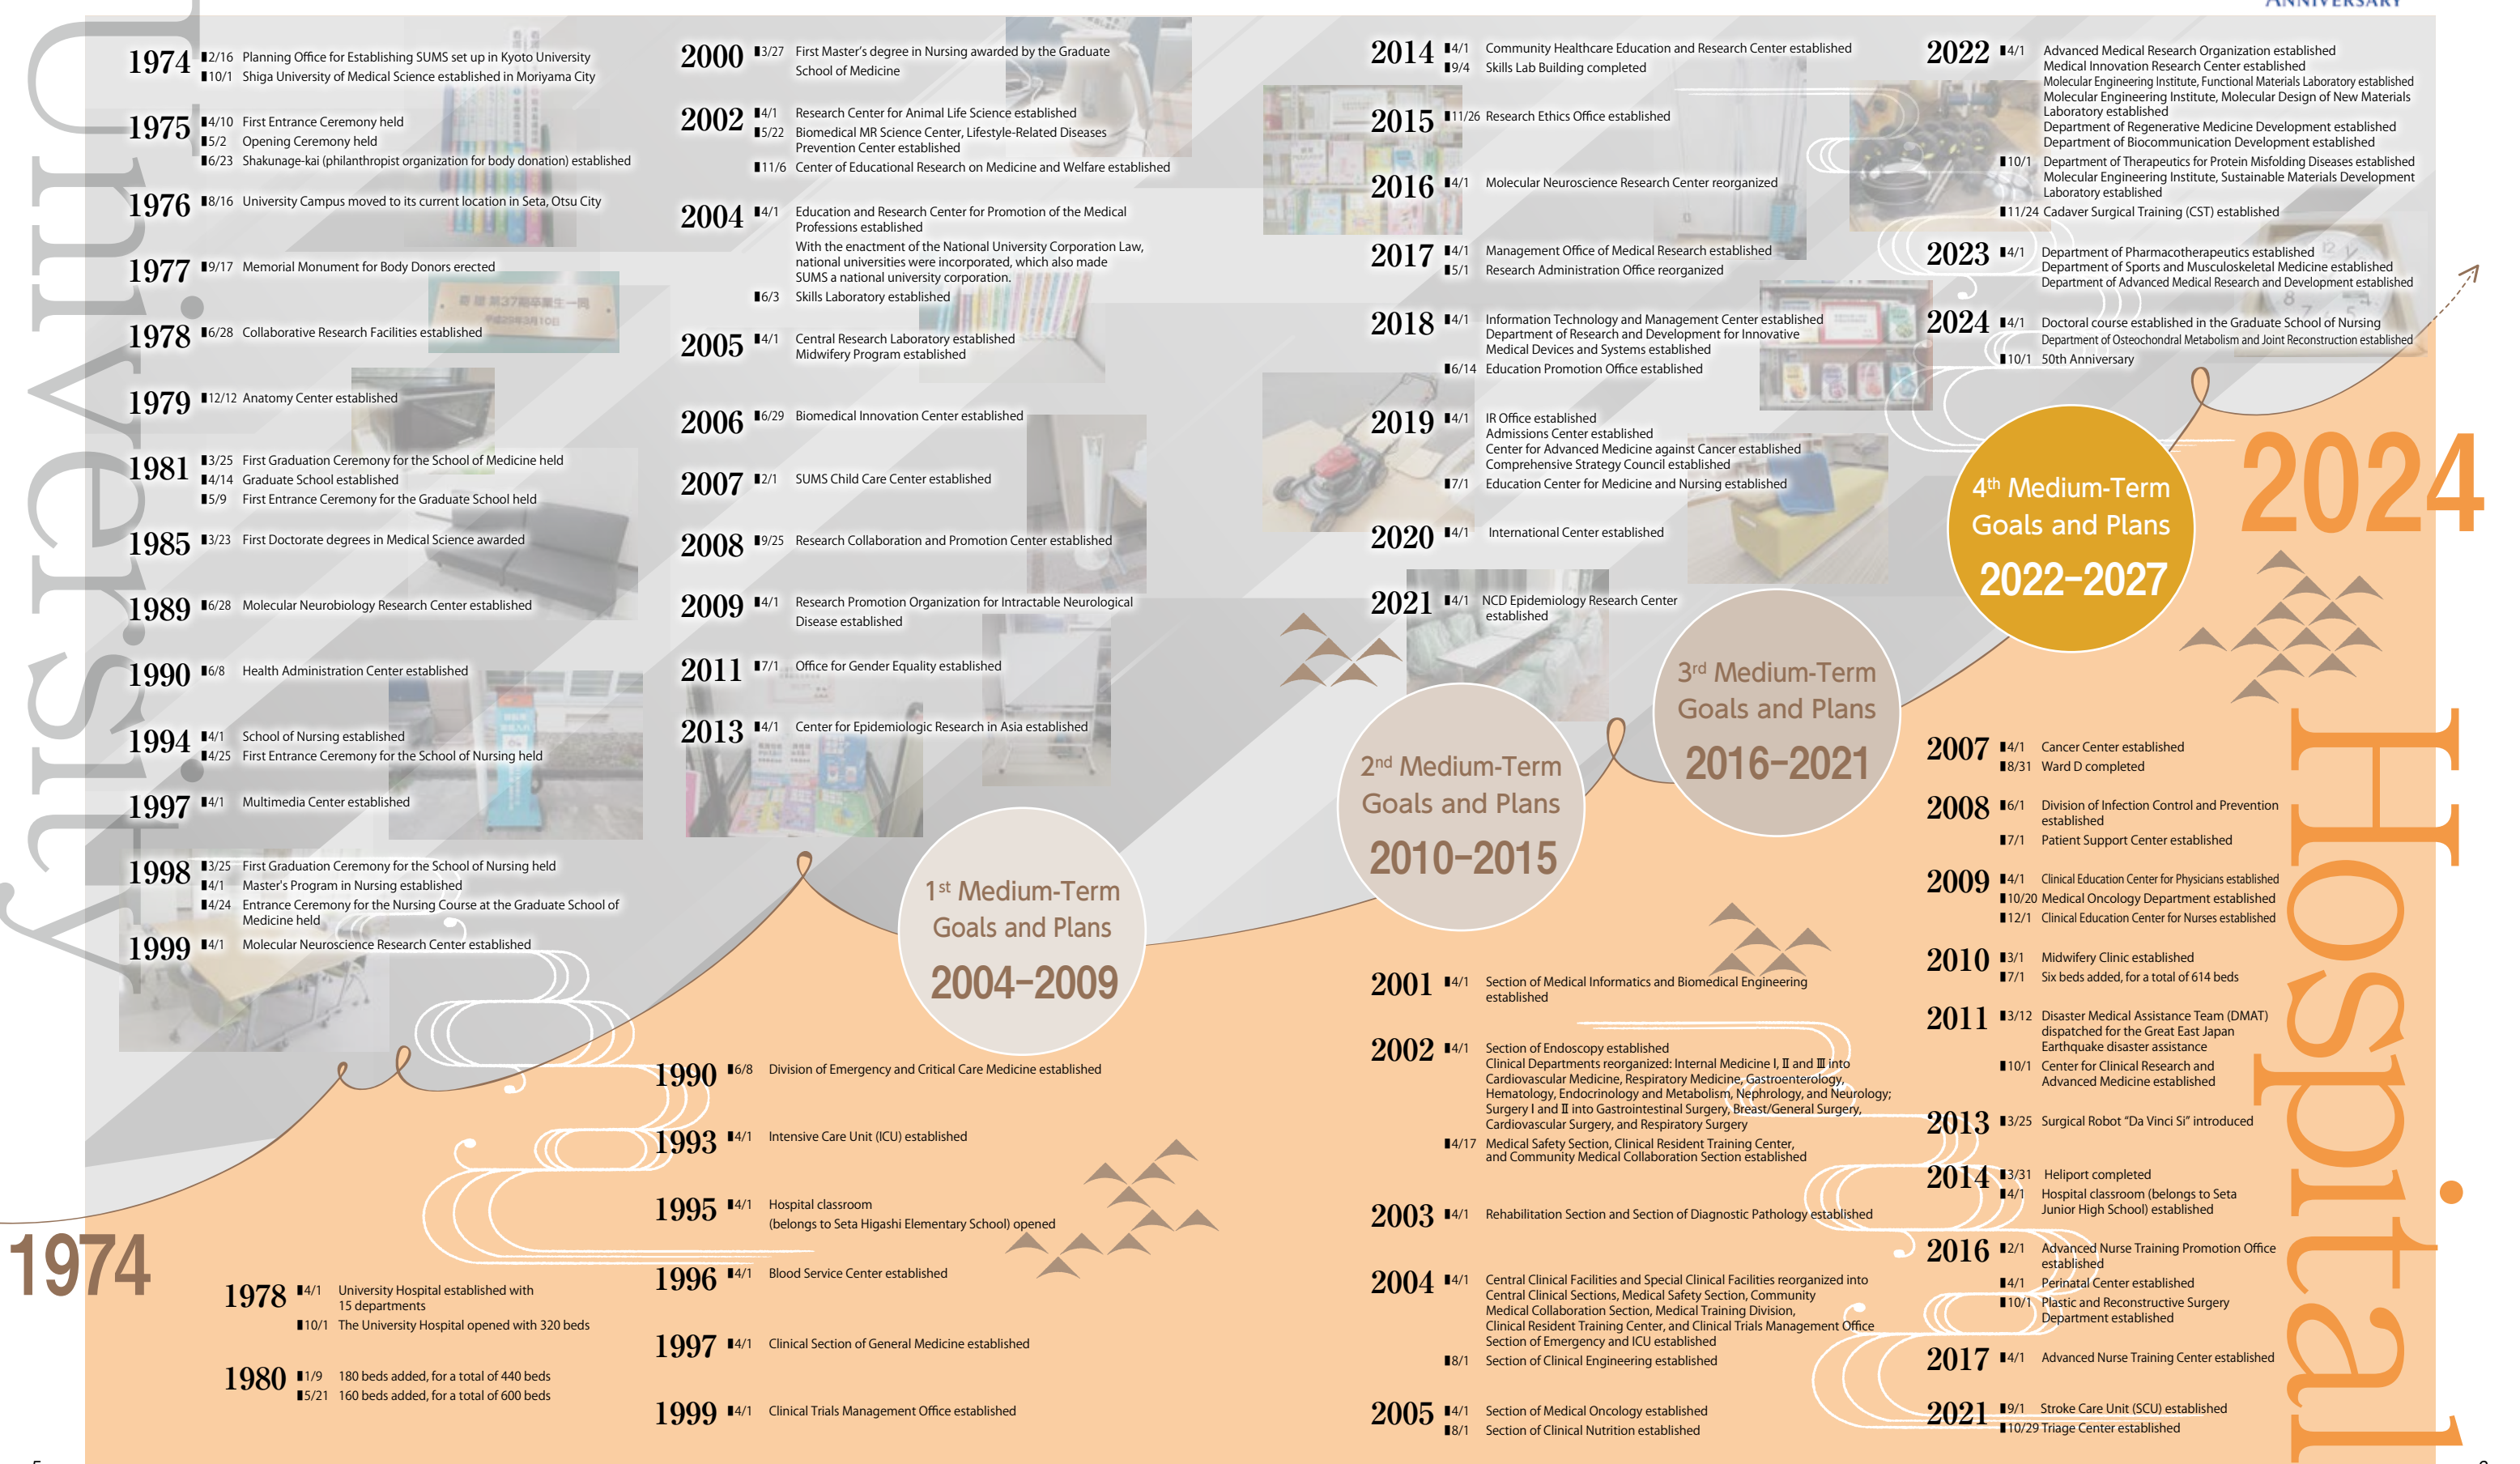 ANNIVERSARY
University
1974 2/16 Planning Office for Establishing SUMS set up in Kyoto University
10/1 Shiga University of Medical Science established in Moriyama City
1975 4/10 First Entrance Ceremony held
5/2 Opening Ceremony held
6/23 Shakunage-kai (philanthropist organization for body donation) established
1976 8/16 University Campus moved to its current location in Seta, Otsu City
1977 9/17 Memorial Monument for Body Donors erected
1978 6/28 Collaborative Research Facilities established
1979 12/12 Anatomy Center established
1981 3/25 First Graduation Ceremony for the School of Medicine held
4/14 Graduate School established
5/9 First Entrance Ceremony for the Graduate School held
1985 3/23 First Doctorate degrees in Medical Science awarded
1989 6/28 Molecular Neurobiology Research Center established
1990 6/8 Health Administration Center established
1994 4/1 School of Nursing established
4/25 First Entrance Ceremony for the School of Nursing held
1997 4/1 Multimedia Center established
1998 3/25 First Graduation Ceremony for the School of Nursing held
4/1 Master's Program in Nursing established
4/24 Entrance Ceremony for the Nursing Course at the Graduate School of
Medicine held
1999 4/1 Molecular Neuroscience Research Center established
2000 3/27 First Master's degree in Nursing awarded by the Graduate
School of Medicine
2002 4/1 Research Center for Animal Life Science established
5/22 Biomedical MR Science Center, Lifestyle-Related Diseases
Prevention Center established
11/6 Center of Educational Research on Medicine and Welfare established
2004 4/1 Education and Research Center for Promotion of the Medical
Professions established
With the enactment of the National University Corporation Law,
national universities were incorporated, which also made
SUMS a national university corporation.
6/3 Skills Laboratory established
2005 4/1 Central Research Laboratory established
Midwifery Program established
2006 6/29 Biomedical Innovation Center established
2007 2/1 SUMS Child Care Center established
2008 9/25 Research Collaboration and Promotion Center established
2009 4/1 Research Promotion Organization for Intractable Neurological
Disease established
2011 7/1 Office for Gender Equality established
2013 4/1 Center for Epidemiologic Research in Asia established
2014 4/1 Community Healthcare Education and Research Center established
9/4 Skills Lab Building completed
2015 11/26 Research Ethics Office established
2016 4/1 Molecular Neuroscience Research Center reorganized
2017 4/1 Management Office of Medical Research established
5/1 Research Administration Office reorganized
2018 4/1 Information Technology and Management Center established
Department of Research and Development for Innovative
Medical Devices and Systems established
6/14 Education Promotion Office established
2019 4/1 IR Office established
Admissions Center established
Center for Advanced Medicine against Cancer established
Comprehensive Strategy Council established
7/1 Education Center for Medicine and Nursing established
2020 4/1 International Center established
2021 4/1 NCD Epidemiology Research Center
established
2022 4/1 Advanced Medical Research Organization established
Medical Innovation Research Center established
Molecular Engineering Institute, Functional Materials Laboratory established
Molecular Engineering Institute, Molecular Design of New Materials
Laboratory established
Department of Regenerative Medicine Development established
Department of Biocommunication Development established
10/1 Department of Therapeutics for Protein Misfolding Diseases established
Molecular Engineering Institute, Sustainable Materials Development
Laboratory established
11/24 Cadaver Surgical Training (CST) established
2023 4/1 Department of Pharmacotherapeutics established
Department of Sports and Musculoskeletal Medicine established
Department of Advanced Medical Research and Development established
2024 4/1 Doctoral course established in the Graduate School of Nursing
Department of Osteochondral Metabolism and Joint Reconstruction established
10/1 50th Anniversary
1st Medium-Term
Goals and Plans
2004-2009
2nd Medium-Term
Goals and Plans
2010-2015
3rd Medium-Term
Goals and Plans
2016-2021
4th Medium-Term
Goals and Plans
2022-2027
2024
1974
Hospital
1978 4/1 University Hospital established with
15 departments
10/1 The University Hospital opened with 320 beds
1980 1/9 180 beds added, for a total of 440 beds
5/21 160 beds added, for a total of 600 beds
1990 6/8 Division of Emergency and Critical Care Medicine established
1993 4/1 Intensive Care Unit (ICU) established
1995 4/1 Hospital classroom
(belongs to Seta Higashi Elementary School) opened
1996 4/1 Blood Service Center established
1997 4/1 Clinical Section of General Medicine established
1999 4/1 Clinical Trials Management Office established
2001 4/1 Section of Medical Informatics and Biomedical Engineering
established
2002 4/1 Section of Endoscopy established
Clinical Departments reorganized: Internal Medicine I, II and III into
Cardiovascular Medicine, Respiratory Medicine, Gastroenterology,
Hematology, Endocrinology and Metabolism, Nephrology, and Neurology;
Surgery I and II into Gastrointestinal Surgery, Breast/General Surgery,
Cardiovascular Surgery, and Respiratory Surgery
4/17 Medical Safety Section, Clinical Resident Training Center,
and Community Medical Collaboration Section established
2003 4/1 Rehabilitation Section and Section of Diagnostic Pathology established
2004 4/1 Central Clinical Facilities and Special Clinical Facilities reorganized into
Central Clinical Sections, Medical Safety Section, Community
Medical Collaboration Section, Medical Training Division,
Clinical Resident Training Center, and Clinical Trials Management Office
Section of Emergency and ICU established
8/1 Section of Clinical Engineering established
2005 4/1 Section of Medical Oncology established
8/1 Section of Clinical Nutrition established
2007 4/1 Cancer Center established
8/31 Ward D completed
2008 6/1 Division of Infection Control and Prevention
established
7/1 Patient Support Center established
2009 4/1 Clinical Education Center for Physicians established
10/20 Medical Oncology Department established
12/1 Clinical Education Center for Nurses established
2010 3/1 Midwifery Clinic established
7/1 Six beds added, for a total of 614 beds
2011 3/12 Disaster Medical Assistance Team (DMAT)
dispatched for the Great East Japan
Earthquake disaster assistance
10/1 Center for Clinical Research and
Advanced Medicine established
2013 3/25 Surgical Robot “Da Vinci Si” introduced
2014 3/31 Heliport completed
4/1 Hospital classroom (belongs to Seta
Junior High School) established
2016 2/1 Advanced Nurse Training Promotion Office
established
4/1 Perinatal Center established
10/1 Plastic and Reconstructive Surgery
Department established
2017 4/1 Advanced Nurse Training Center established
2021 9/1 Stroke Care Unit (SCU) established
10/29 Triage Center established